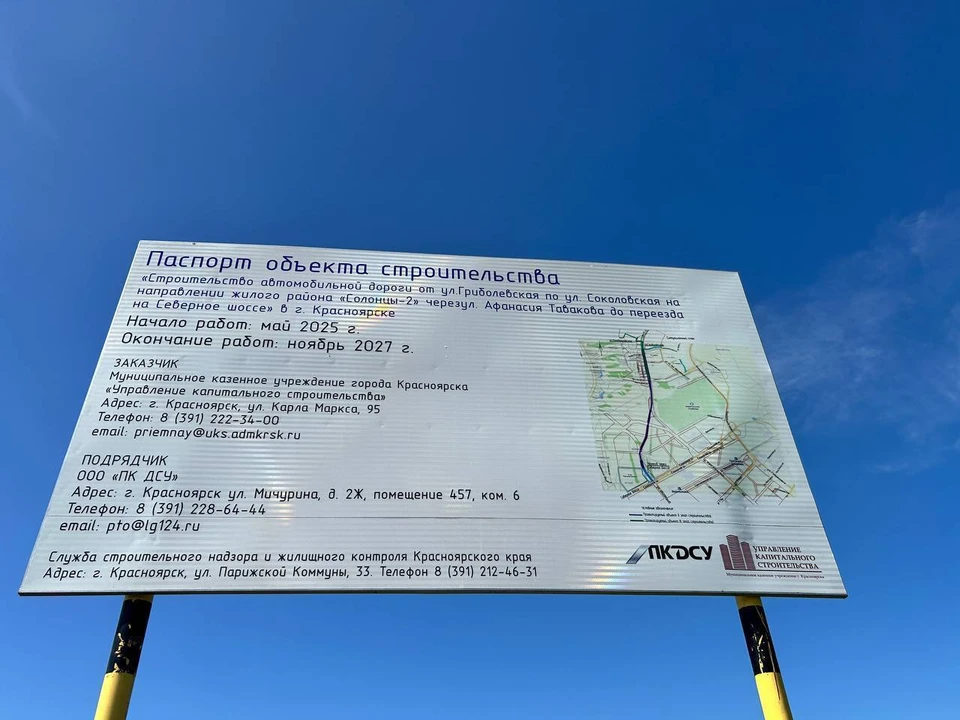 Паспорт объекта строительства
«Строительство автомобильной дороги от ул.Гриболевская по ул. Соколовская на
направлении жилого района «Солонцы-2» черезул. Афанасия Тавакова до переезда
на Северное шоссе» в г. Красноярске
Начало работ: май 2025 г.
Окончание работ: ноябрь 2027 г.
ЗАКАЗЧИК
Муниципальное казенное учреждение города Красноярска
«Управление капитального строительства»
Адрес: г. Красноярск, ул. Карла Маркса, 95
Телефон: 8 (391) 222-34-00
email: priemnay@uks.admkrsk.ru
ПОДРЯДЧИК
ООО «ПК ДСУ»
Адрес: г. Красноярск ул. Мичурина, д. 2Ж, помещение 457, ком. 6
Телефон: 8 (391) 228-64-44
email: pto@lg124.ru
Служба строительного надзора и жилищного контроля Красноярского края
Адрес: г. Красноярск, ул. Парижской Коммуны, 33. Телефон 8 (391) 212-46-31
ПКДСУ
УПРАВЛЕНИЕ
КАПИТАЛЬНОГО
СТРОИТЕЛЬСТВА
Муниципальное казенное учреждение г. Красноярска